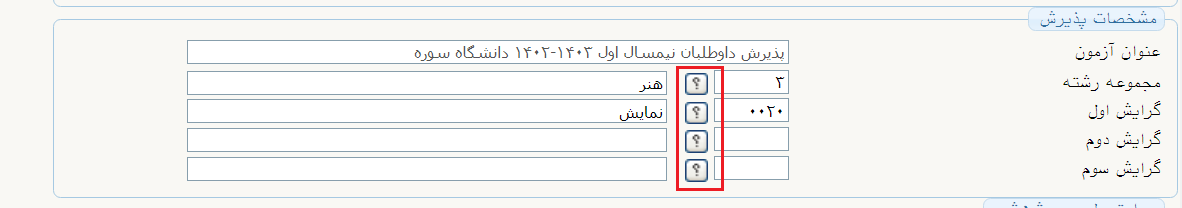 مشخصات پذیرش
عنوان آزمون پذیرش داوطلبان نیمسال اول ۱۴۰۳-۱۴۰۲ دانشگاه سوره
مجموعه رشته ۳ ؟ هنر
گرایش اول ۰۰۲۰ ؟ نمایش
گرایش دوم ؟
گرایش سوم ؟